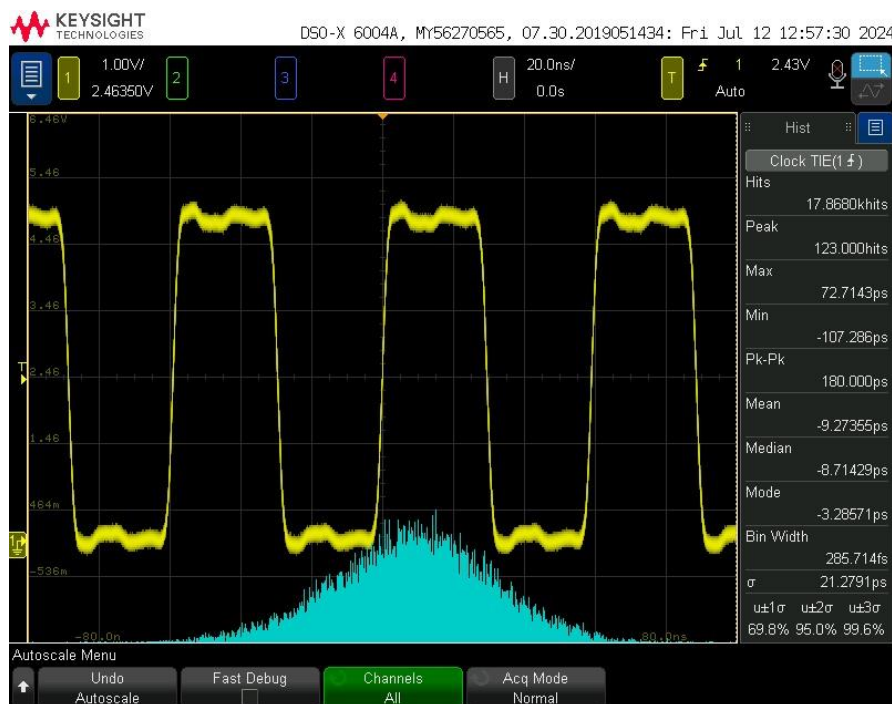 KEYSIGHT
TECHNOLOGIES
DSO-X 6004A, MY56270565, 07.30.2019051434: Fri Jul 12 12:57:30 2024
1 1.00V/ 2.46350V 2 3 4 H 20.0ns/ 0.0s T 1 2.43V Auto
6.46V
5.46
4.46
3.46
T
2.46
1.46
464m
1
-536m
-80.0n 80.0ns
Hist
Clock TIE(1)
Hits
17.8680khits
Peak
123.000hits
Max
72.7143ps
Min
-107.286ps
Pk-Pk
180.000ps
Mean
-9.27355ps
Median
-8.71429ps
Mode
-3.28571ps
Bin Width
285.714fs
σ 21.2791ps
u±1σ u±2σ u±3σ
69.8% 95.0% 99.6%
Autoscale Menu
Undo
Autoscale
Fast Debug
Channels
All
Acq Mode
Normal